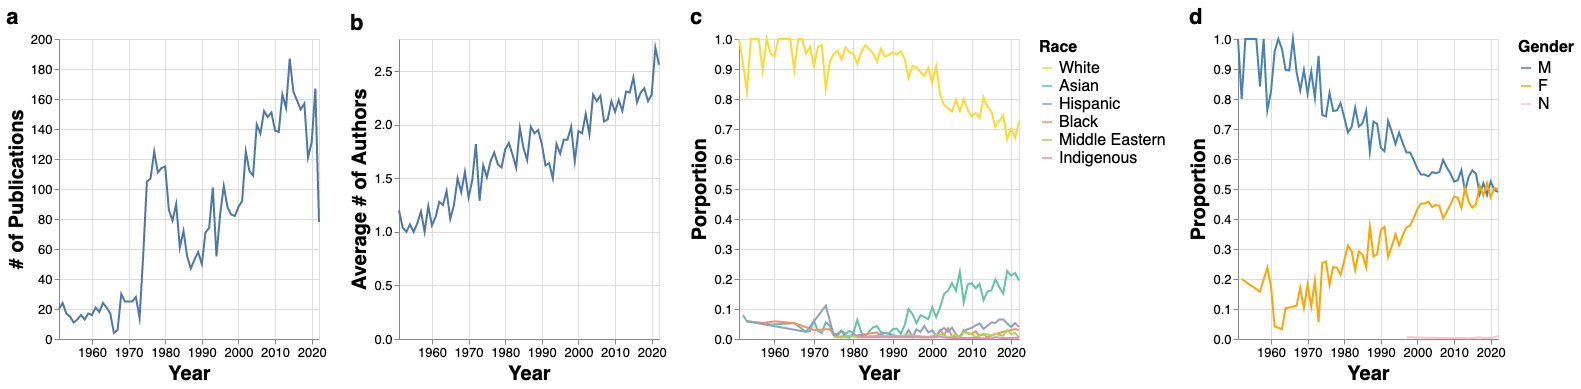 a
200
180
160
140
120
100
80
60
40
20
0
# of Publications
1960 1970 1980 1990 2000 2010 2020
Year
b
2.5
2.0
1.5
1.0
0.5
0.0
Average # of Authors
1960 1970 1980 1990 2000 2010 2020
Year
c
1.0
0.9
0.8
0.7
0.6
0.5
0.4
0.3
0.2
0.1
0.0
Porportion
1960 1970 1980 1990 2000 2010 2020
Year
Race
White
Asian
Hispanic
Black
Middle Eastern
Indigenous
d
1.0
0.9
0.8
0.7
0.6
0.5
0.4
0.3
0.2
0.1
0.0
Proportion
1960 1970 1980 1990 2000 2010 2020
Year
Gender
M
F
N